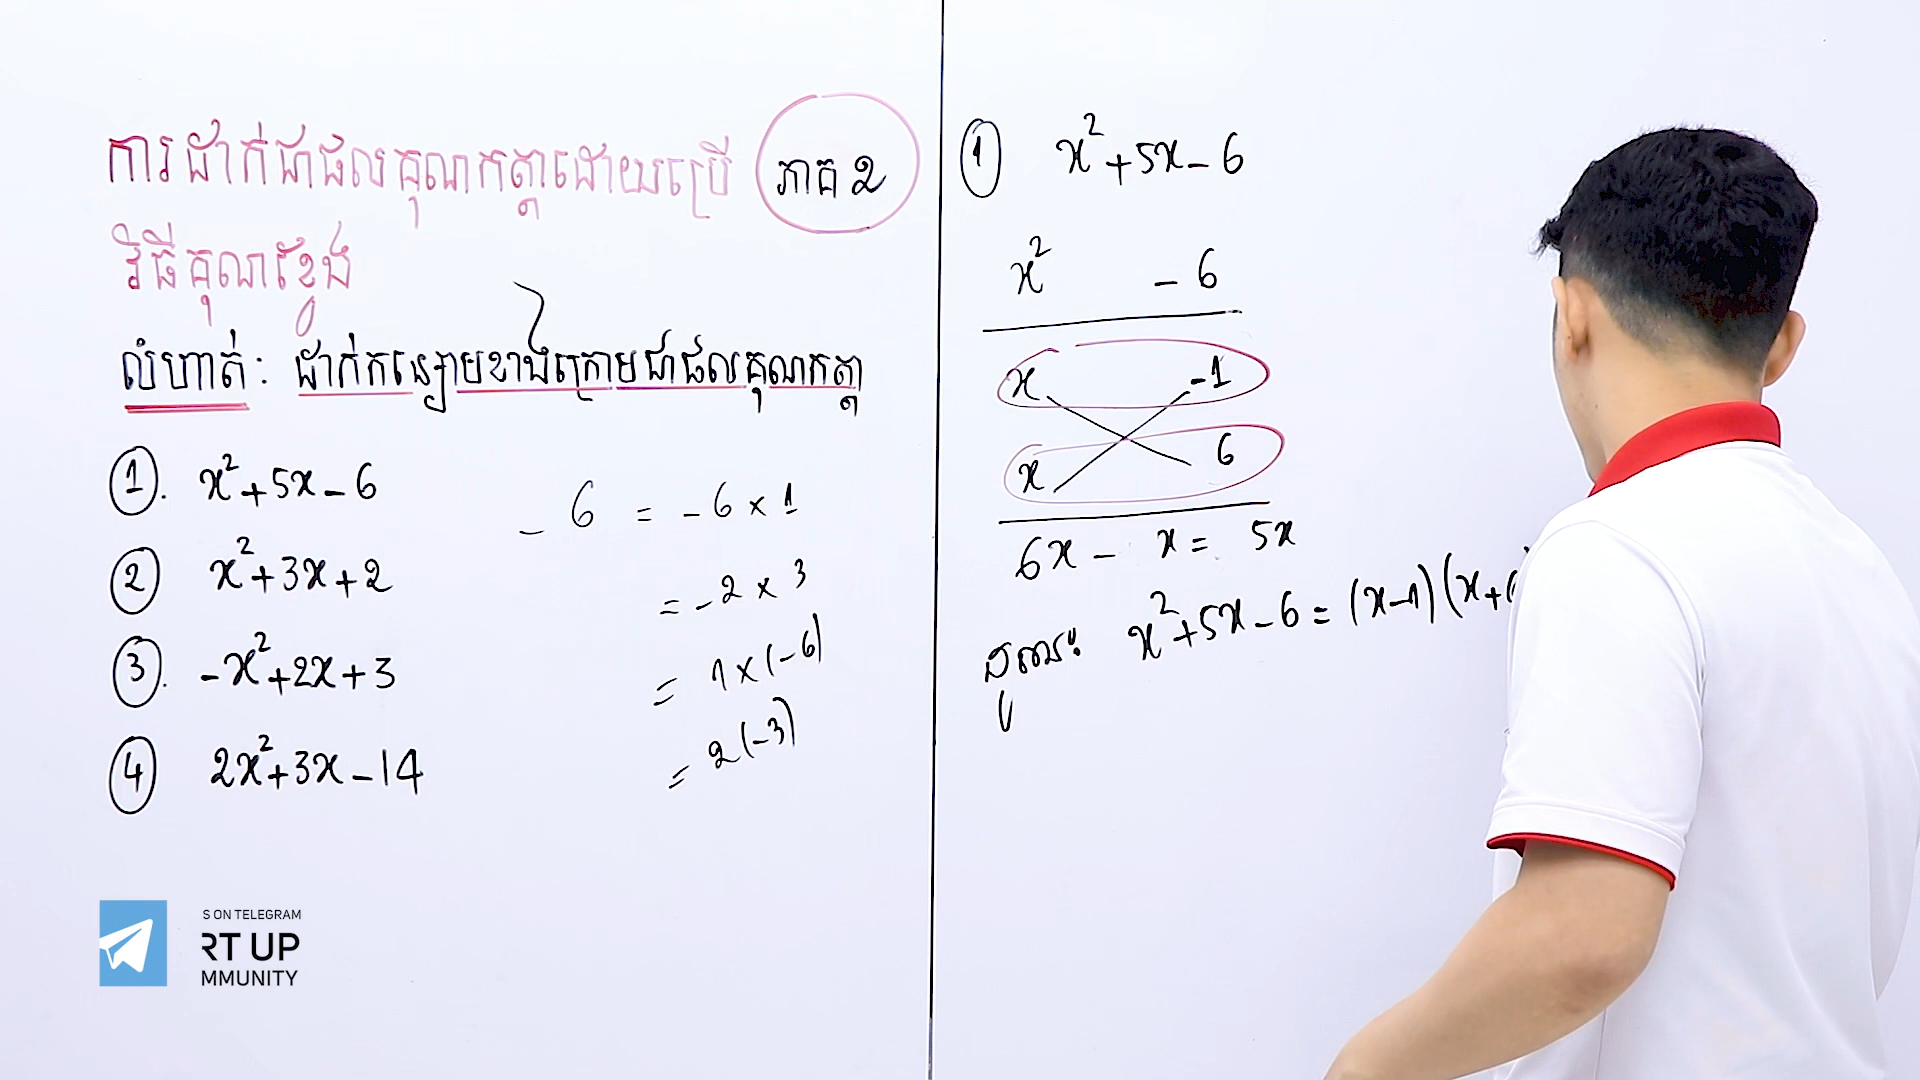 ការដាក់ជាផលគុណកត្តាដោយប្រើ ភាគ 2
វិធីគុណខ្វែង
លំហាត់: ដាក់កន្សោមខាងក្រោមជាផលគុណកត្តា
1. x²+5x-6
2 x²+3x+2
3. -x²+2x+3
4 2x²+3x-14
-6 = -6×1
= -2×3
= 1×(-6)
= 2(-3)
1 x²+5x-6
x² -6
x -1
x 6
6x - x = 5x
ដូចនេះ: x²+5x-6=(x-1)(x+
S ON TELEGRAM
RT UP
MMUNITY